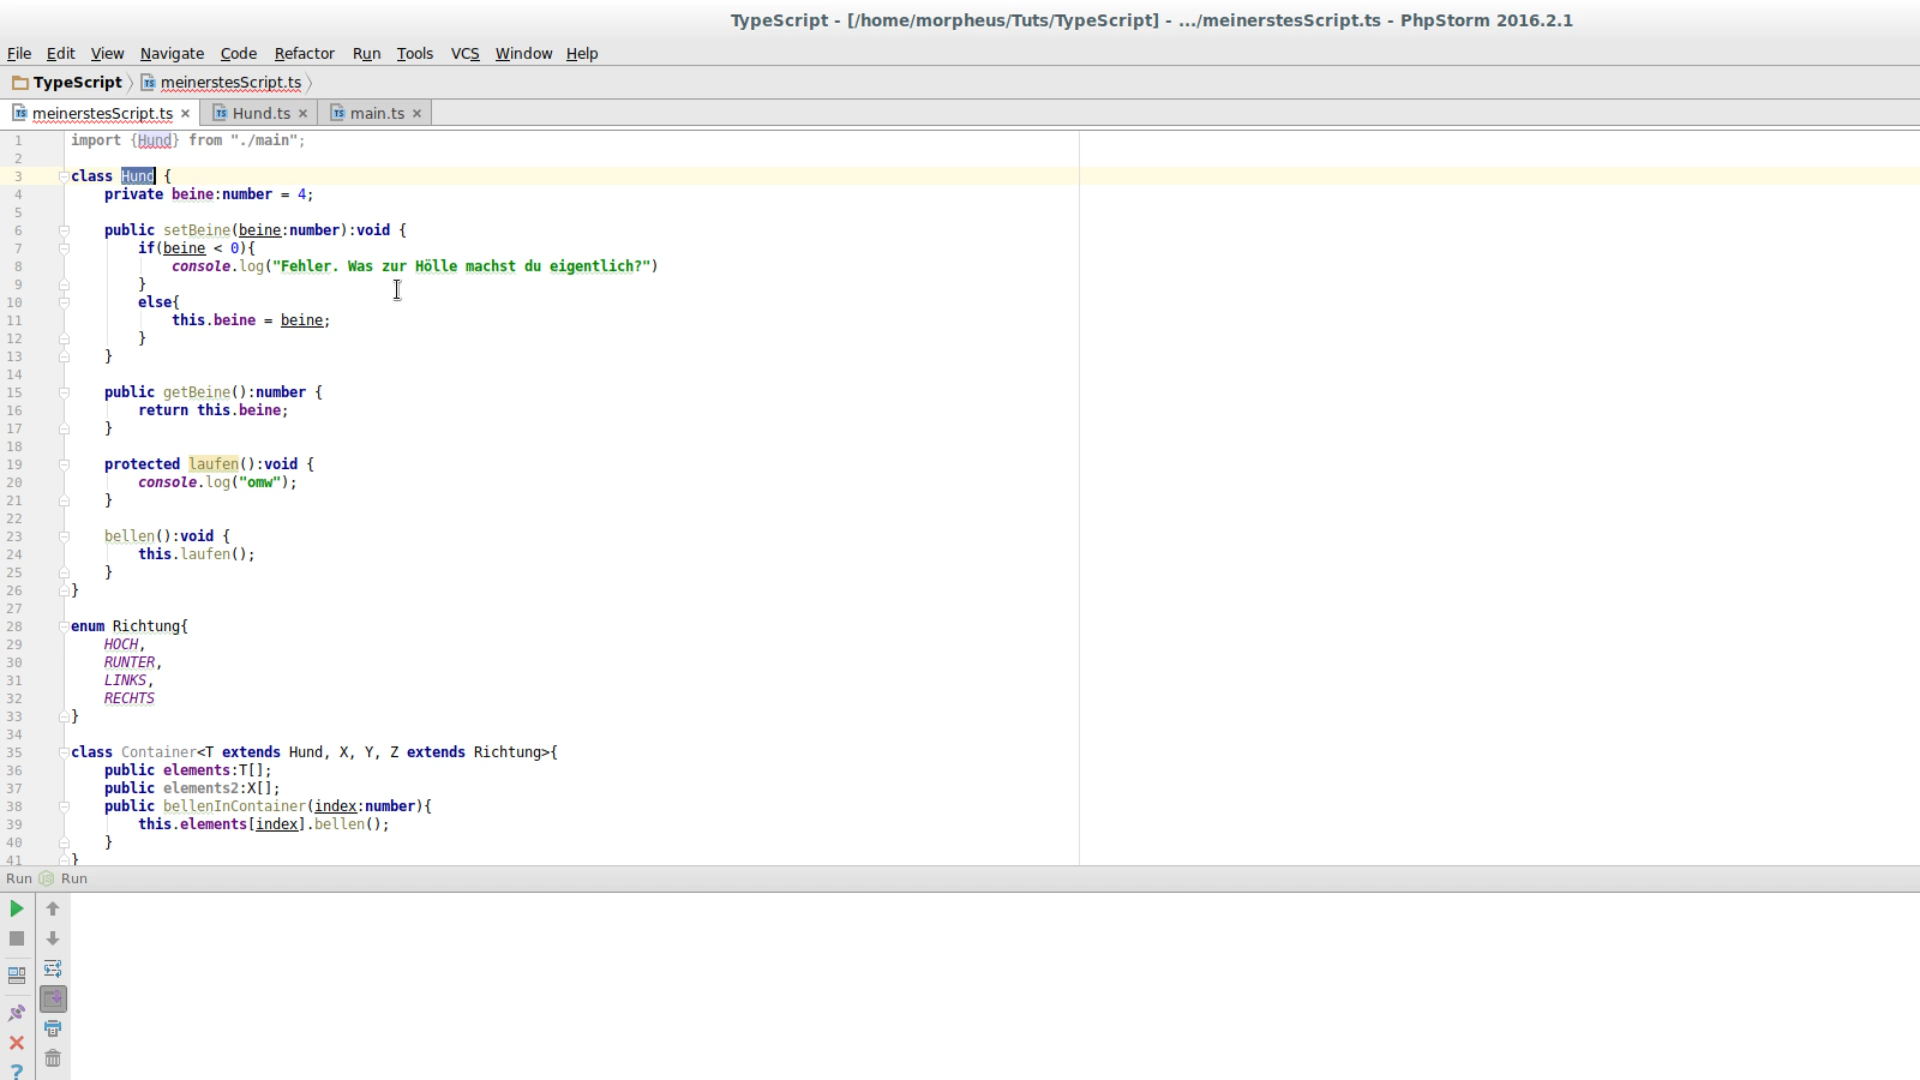 TypeScript - [/home/morpheus/Tuts/TypeScript] - .../meinerstesScript.ts - PhpStorm 2016.2.1
File Edit View Navigate Code Refactor Run Tools VCS Window Help
TypeScript meinerstesScript.ts
meinerstesScript.ts Hund.ts main.ts
1 import {Hund} from "./main";
2
3 class Hund {
4 private beine:number = 4;
5
6 public setBeine(beine:number):void {
7 if(beine < 0){
8 console.log("Fehler. Was zur Hölle machst du eigentlich?")
9 }
10 else{
11 this.beine = beine;
12 }
13 }
14
15 public getBeine():number {
16 return this.beine;
17 }
18
19 protected laufen():void {
20 console.log("omw");
21 }
22
23 bellen():void {
24 this.laufen();
25 }
26 }
27
28 enum Richtung{
29 HOCH,
30 RUNTER,
31 LINKS,
32 RECHTS
33 }
34
35 class Container<T extends Hund, X, Y, Z extends Richtung>{
36 public elements:T[];
37 public elements2:X[];
38 public bellenInContainer(index:number){
39 this.elements[index].bellen();
40 }
41 }
Run Run